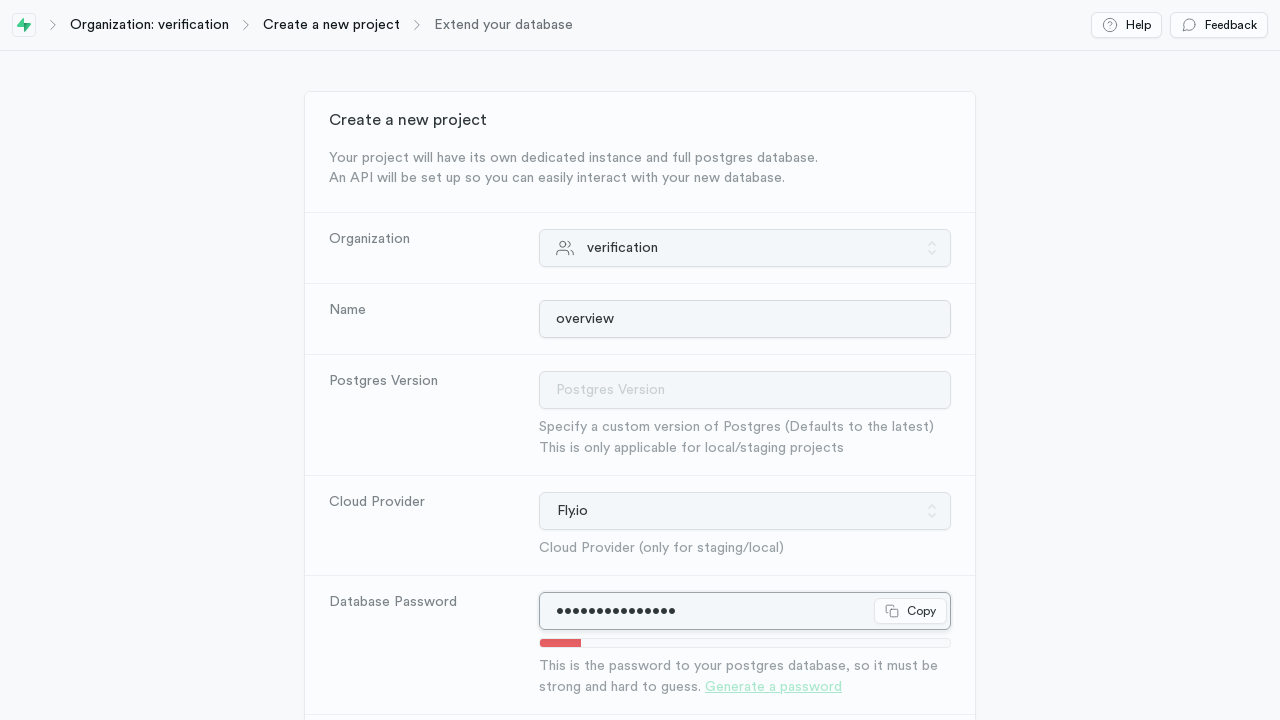 Organization: verification
Create a new project
Extend your database
Help
Feedback
Create a new project
Your project will have its own dedicated instance and full postgres database.
An API will be set up so you can easily interact with your new database.
Organization
verification
Name
overview
Postgres Version
Postgres Version
Specify a custom version of Postgres (Defaults to the latest)
This is only applicable for local/staging projects
Cloud Provider
Fly.io
Cloud Provider (only for staging/local)
Database Password
•••••••••••••••
Copy
This is the password to your postgres database, so it must be
strong and hard to guess. Generate a password